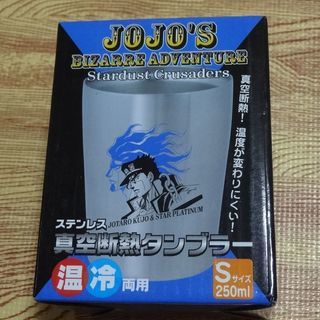 JOJO'S
BIZARRE ADVENTURE
Stardust Crusaders
真空断熱!温度が変わりにくい!
JOTARO KUJO & STAR PLATINUM
ステンレス
真空断熱タンブラー
温冷両用
Sサイズ
250ml